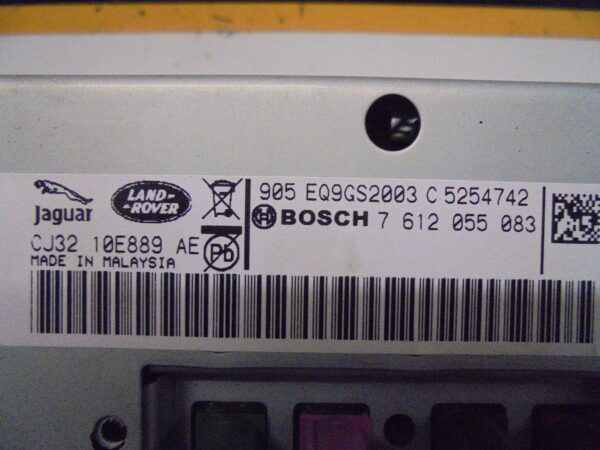 Jaguar
LAND-
ROVER
905 EQ9GS2003 C 5254742
BOSCH 7 612 055 083
CJ32 10E889 AE
Pb
MADE IN MALAYSIA